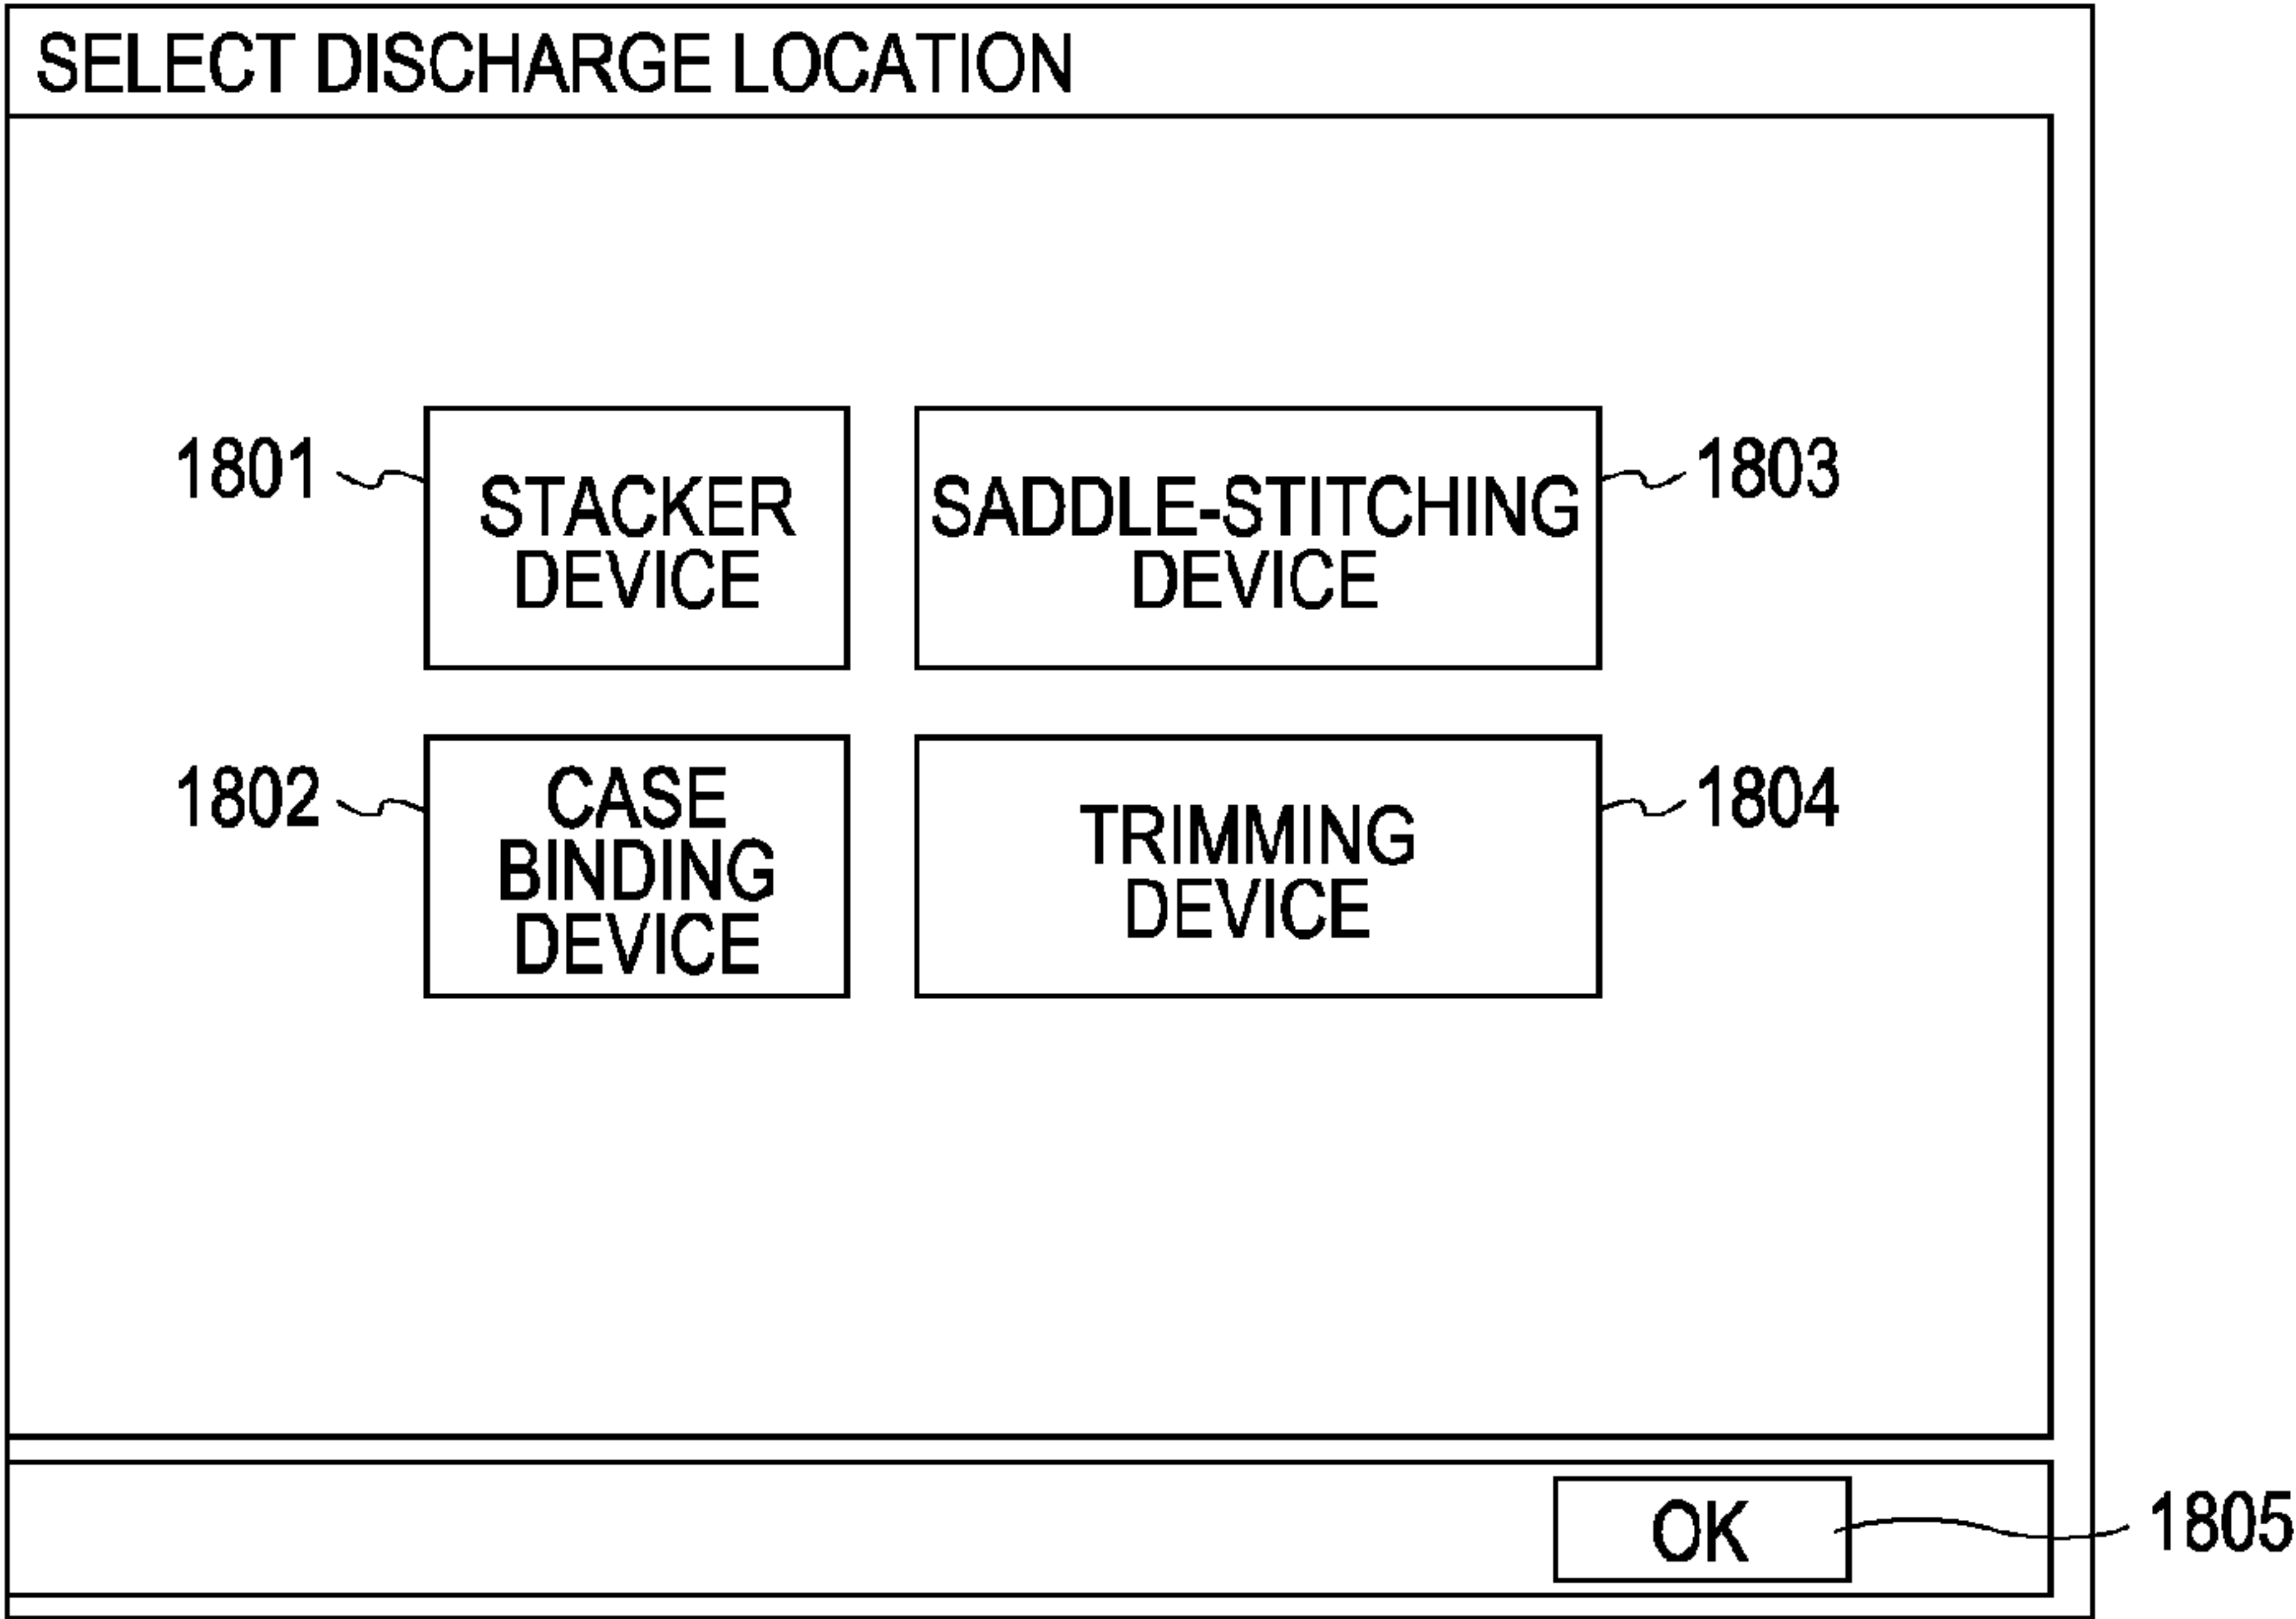 SELECT DISCHARGE LOCATION
1801
STACKER
DEVICE
SADDLE-STITCHING
DEVICE
1803
1802
CASE
BINDING
DEVICE
TRIMMING
DEVICE
1804
OK
1805